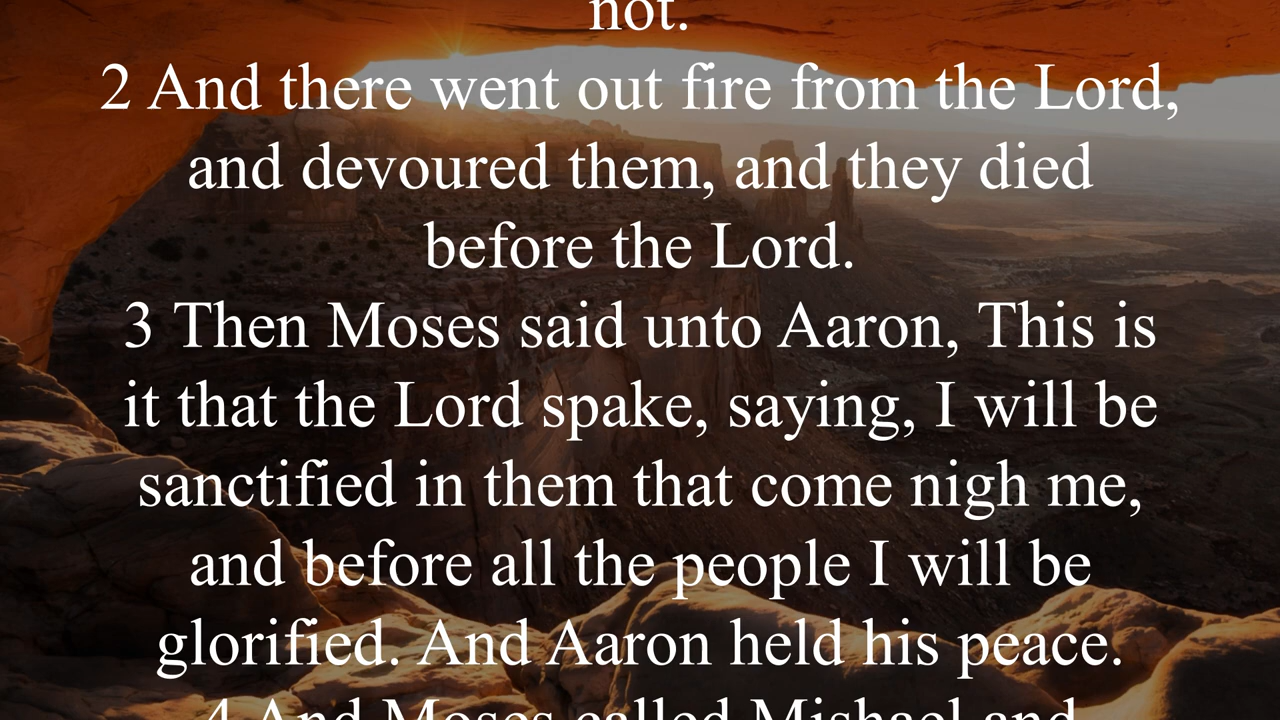 not.
2 And there went out fire from the Lord,
and devoured them, and they died
before the Lord.
3 Then Moses said unto Aaron, This is
it that the Lord spake, saying, I will be
sanctified in them that come nigh me,
and before all the people I will be
glorified. And Aaron held his peace.
4 And Moses called Mishael and